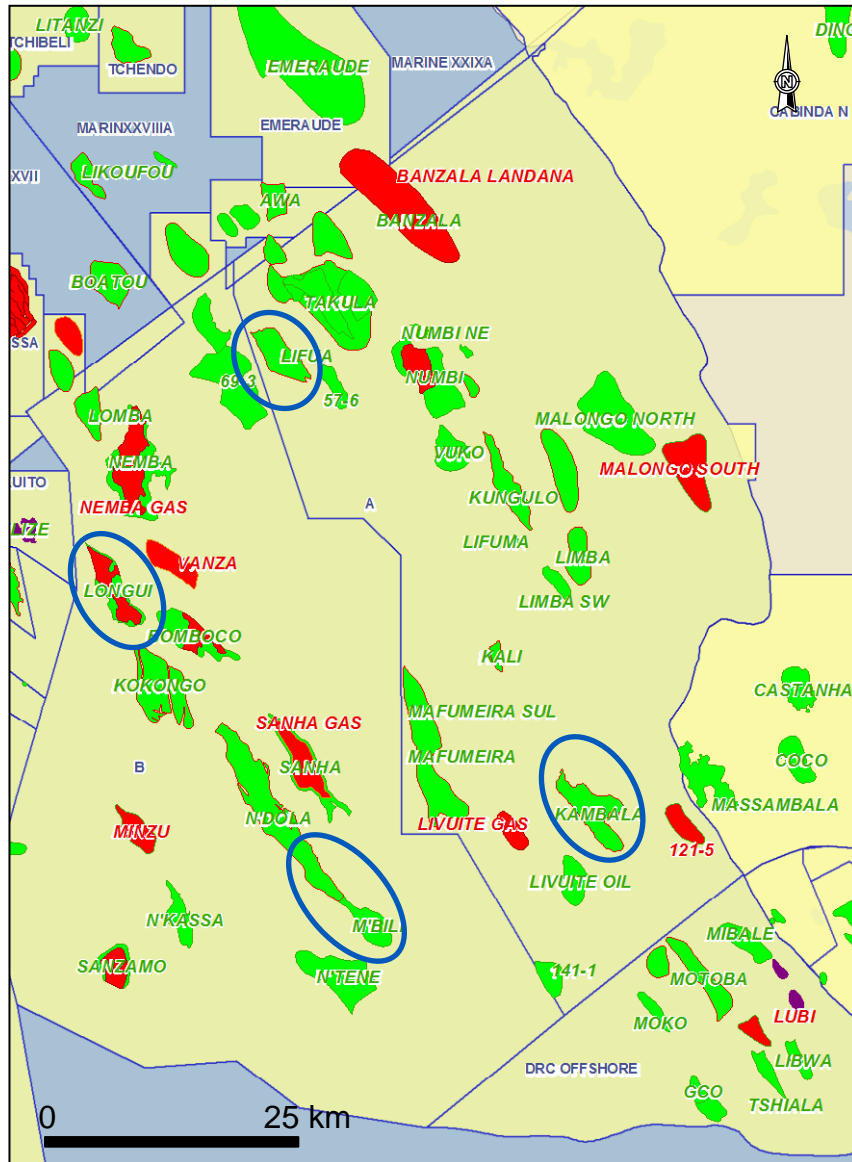 LITANZI
TCHIBELI
TCHENDO
EMERAUDE
MARINE XXIXA
DINO
N
CABINDA N
MARINXXVIIIA
EMERAUDE
LIKOUFOU
XVII
AWA
BANZALA LANDANA
BANZALA
BOATOU
TAKULA
SSA
LIFUA
NUMBI NE
69-3
NUMBI
57-6
LOMBA
MALONGO NORTH
NEMBA
VUKO
MALONGO SOUTH
UITO
NEMBA GAS
KUNGULO
A
LIZE
LIFUMA
VANZA
LIMBA
LONGUI
LIMBA SW
BOMBOCO
KALI
KOKONGO
CASTANHA
MAFUMEIRA SUL
SANHA GAS
MAFUMEIRA
COCO
B
SANHA
MASSAMBALA
N'DOLA
KAMBALA
MINZU
LIVUITE GAS
121-5
LIVUITE OIL
N'KASSA
M'BILI
MIBALE
SANZAMO
N'TENE
141-1
MOTOBA
MOKO
LUBI
LIBWA
DRC OFFSHORE
GCO
TSHIALA
0
25 km